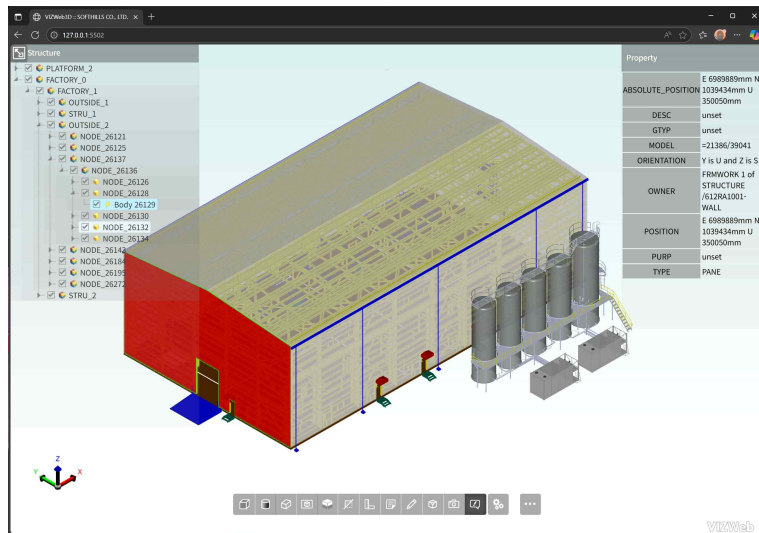 VIZWeb3D :: SOFTHILLS CO., LTD.
127.0.0.1:5502
Structure
PLATFORM_2
FACTORY_0
FACTORY_1
OUTSIDE_1
STRU_1
OUTSIDE_2
NODE_26121
NODE_26125
NODE_26137
NODE_26136
NODE_26126
NODE_26128
Body 26129
NODE_26130
NODE_26132
NODE_26134
NODE_26142
NODE_26184
NODE_26195
NODE_26272
STRU_2
Property
ABSOLUTE_POSITION E 6989889mm N
1039434mm U
350050mm
DESC unset
GTYP unset
MODEL =21386/39041
ORIENTATION Y is U and Z is S
OWNER FRMWORK 1 of
STRUCTURE
/612RA1001-
WALL
POSITION E 6989889mm N
1039434mm U
350050mm
PURP unset
TYPE PANE
Z
Y X
VIZWeb